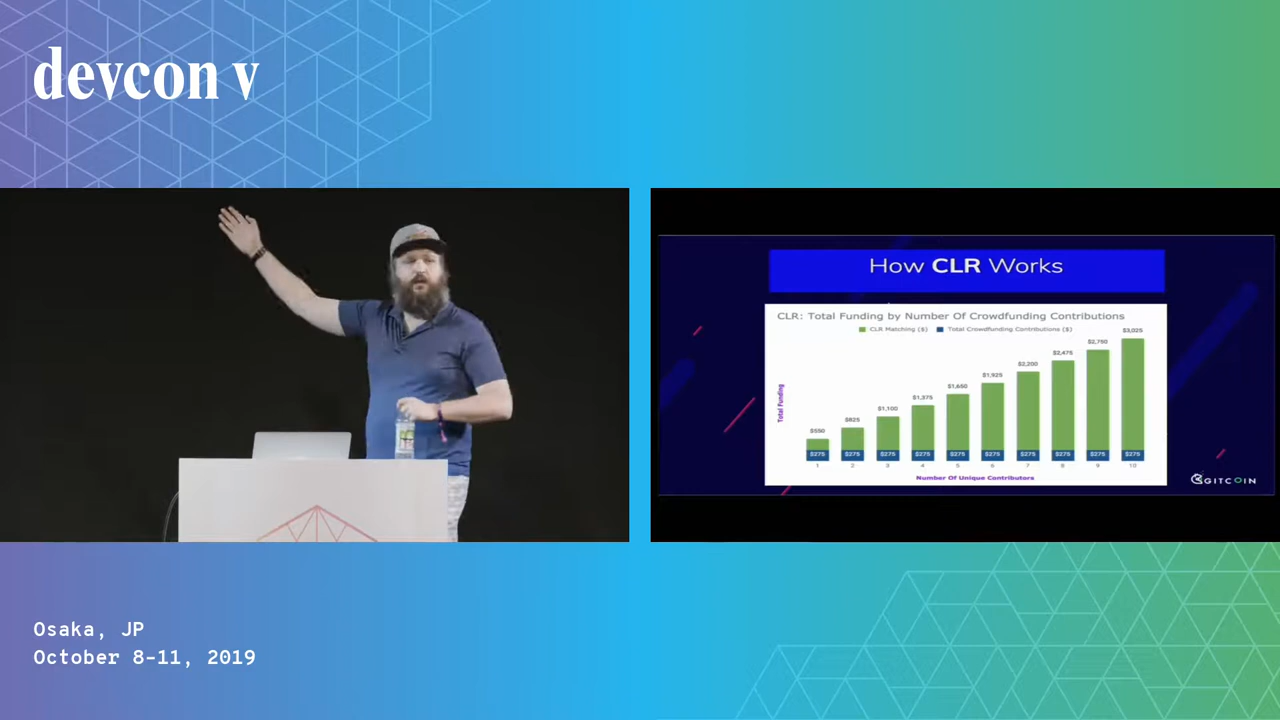 devcon v
How CLR Works
CLR: Total Funding by Number Of Crowdfunding Contributions
CLR Matching ($) Total Crowdfunding Contributions ($)
$550 $825 $1,100 $1,375 $1,650 $1,925 $2,200 $2,475 $2,750 $3,025
Total Funding
$275 $275 $275 $275 $275 $275 $275 $275 $275 $275
1 2 3 4 5 6 7 8 9 10
Number Of Unique Contributors
GITCOIN
Osaka, JP
October 8-11, 2019